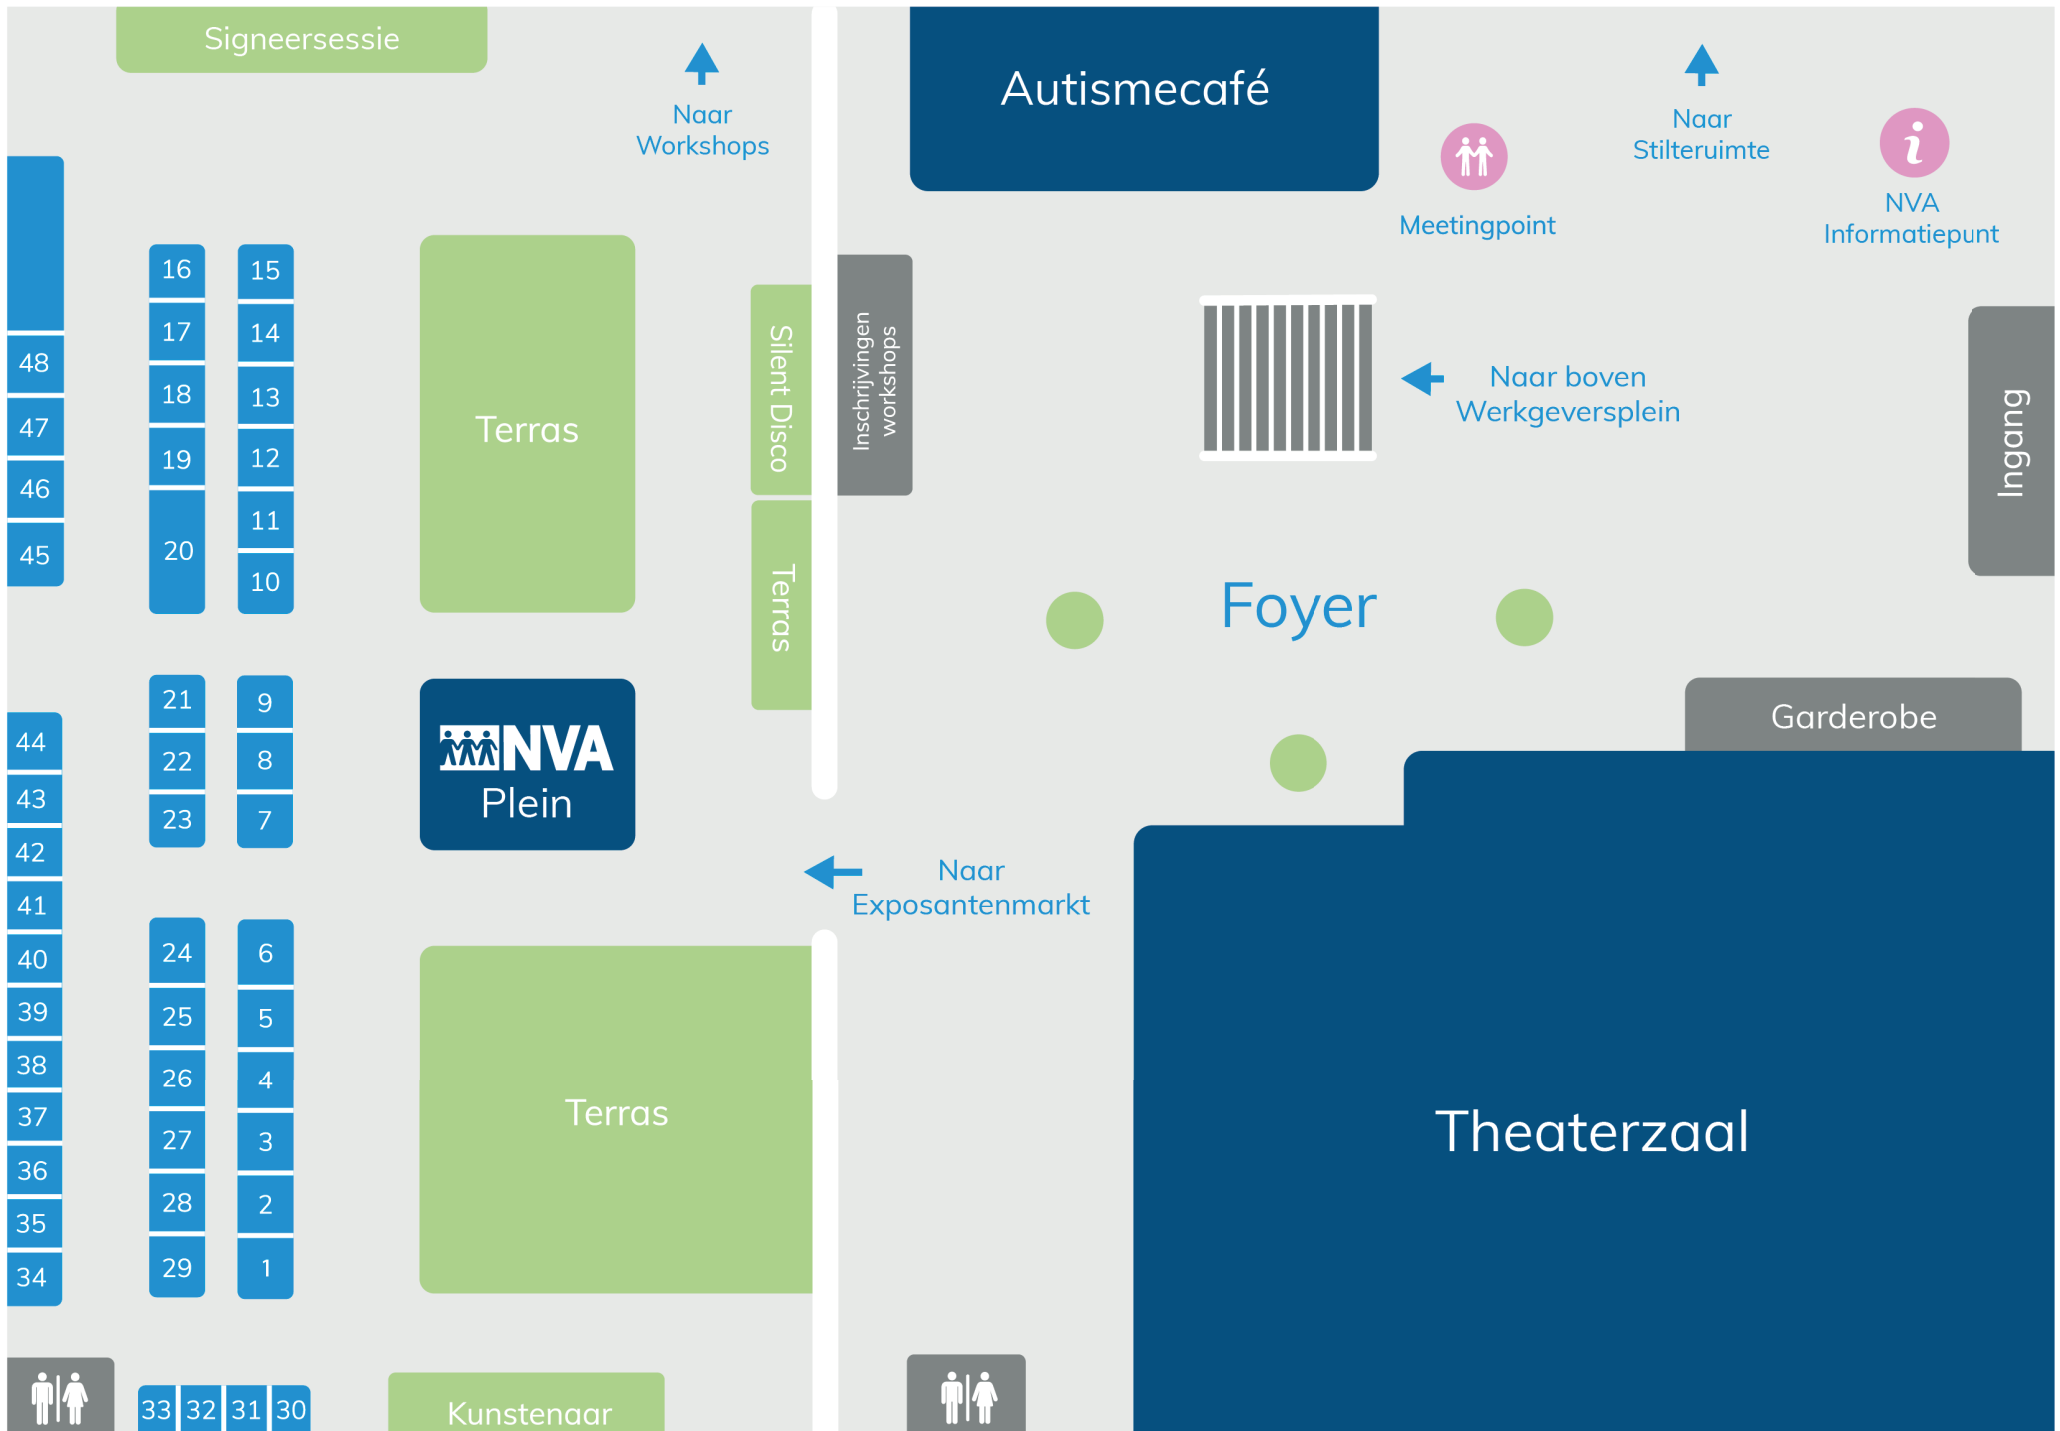 Signeersessie
Naar
Workshops
Autismecafé
Naar
Stilteruimte
Meetingpoint
NVA
Informatiepunt
48
47
46
45
16
17
18
19
20
15
14
13
12
11
10
Terras
Silent Disco
Terras
Inschrijvingen
workshops
Naar boven
Werkgeversplein
Ingang
Foyer
Garderobe
44
43
42
41
40
39
38
37
36
35
34
21
22
23
9
8
7
NVA
Plein
Naar
Exposantenmarkt
24
25
26
27
28
29
6
5
4
3
2
1
Terras
Theaterzaal
33 32 31 30
Kunstenaar